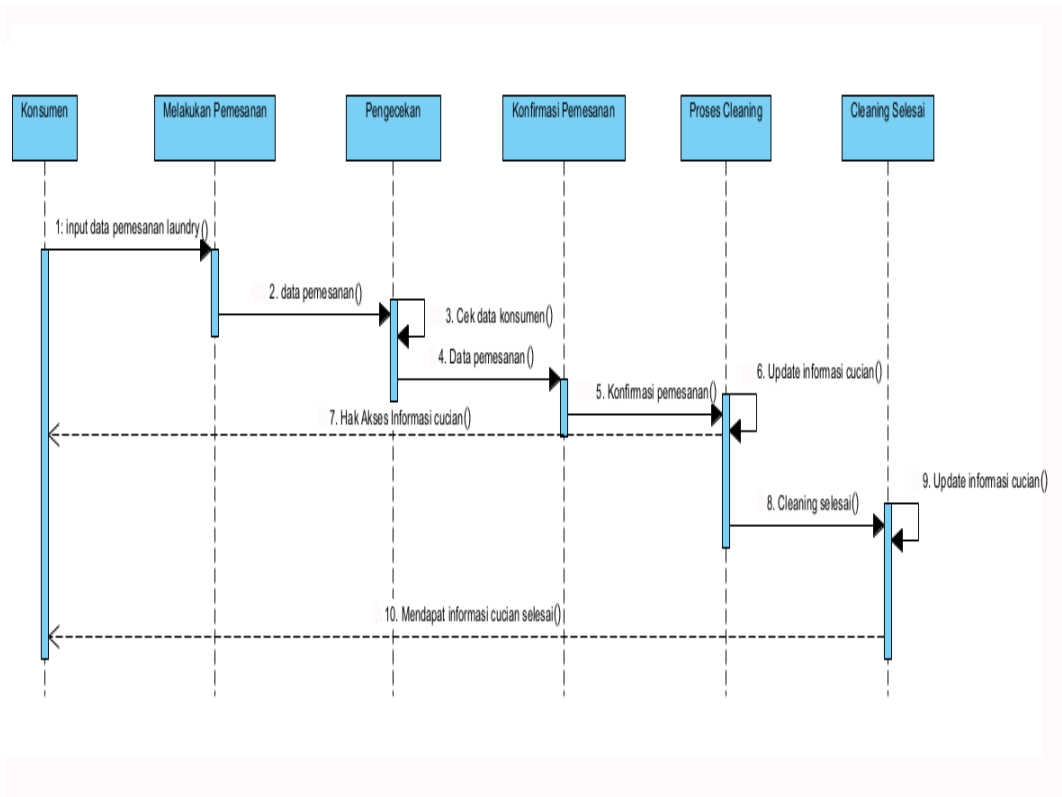 Konsumen
Melakukan Pemesanan
Pengecekan
Konfirmasi Pemesanan
Proses Cleaning
Cleaning Selesai
1: input data pemesanan laundry()
2. data pemesanan()
3. Cek data konsumen()
4. Data pemesanan()
5. Konfirmasi pemesanan()
6. Update informasi cucian()
7. Hak Akses Informasi cucian()
8. Cleaning selesai()
9. Update informasi cucian()
10. Mendapat informasi cucian selesai()